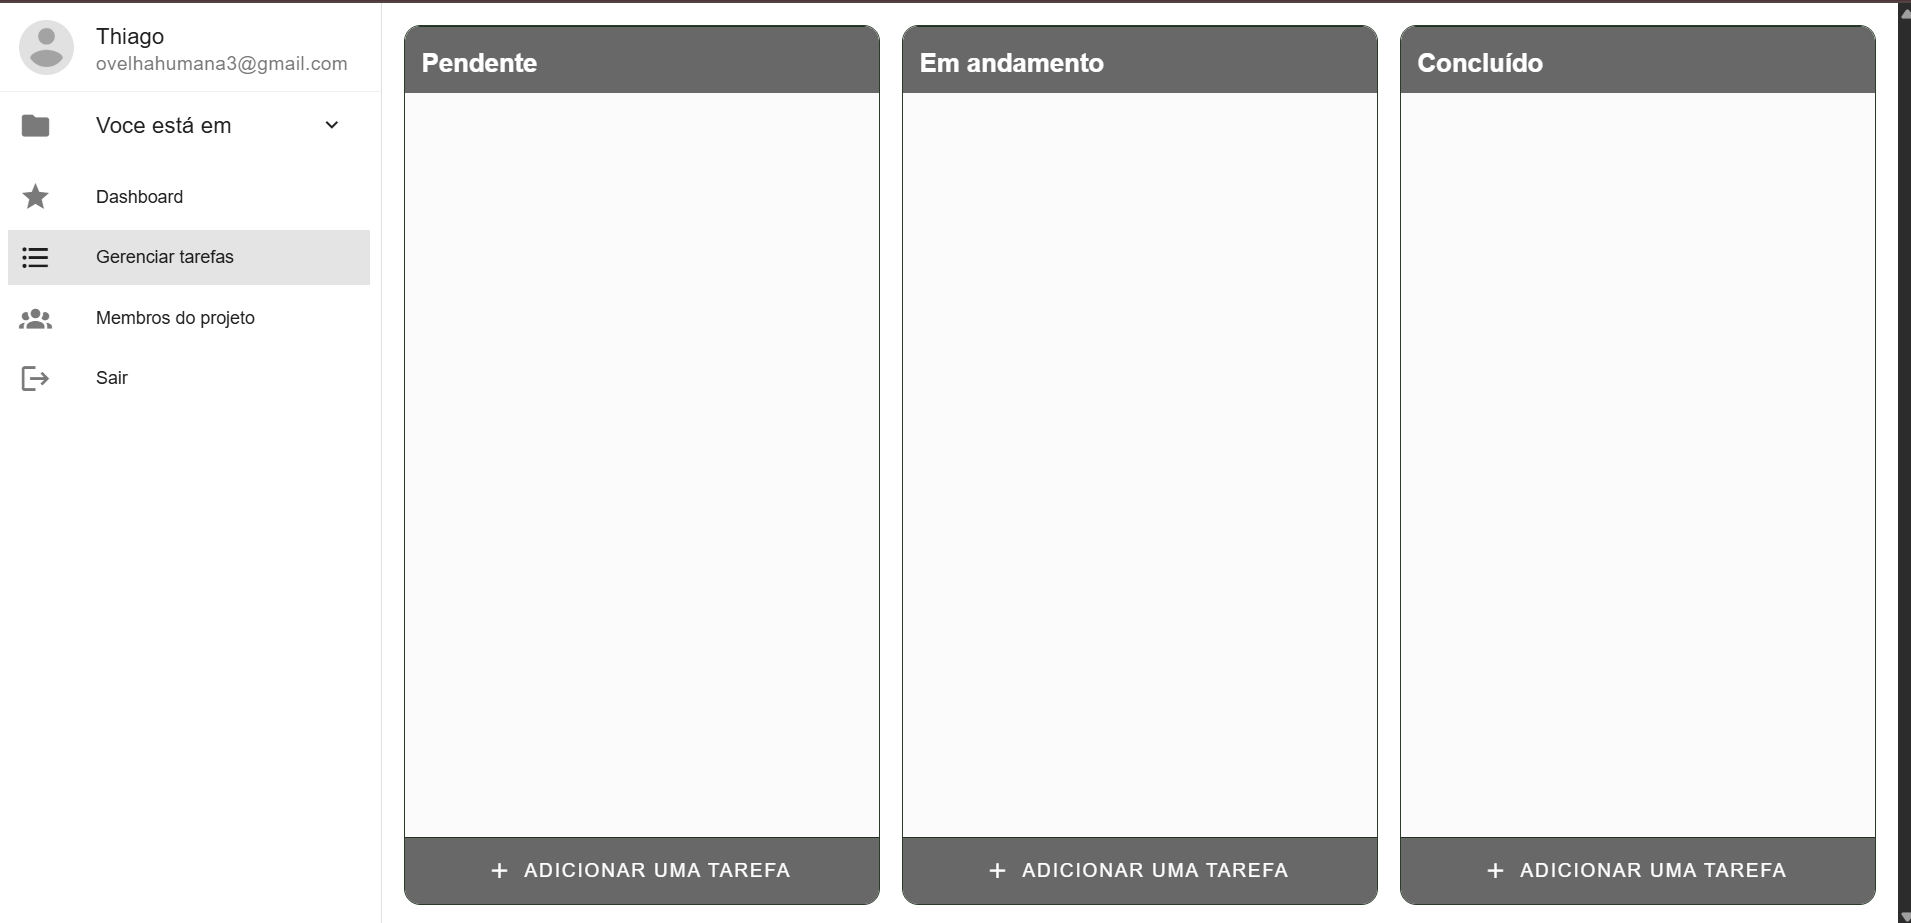 Thiago
ovelhahumana3@gmail.com
Voce está em
Dashboard
Gerenciar tarefas
Membros do projeto
Sair
Pendente
+ ADICIONAR UMA TAREFA
Em andamento
+ ADICIONAR UMA TAREFA
Concluído
+ ADICIONAR UMA TAREFA